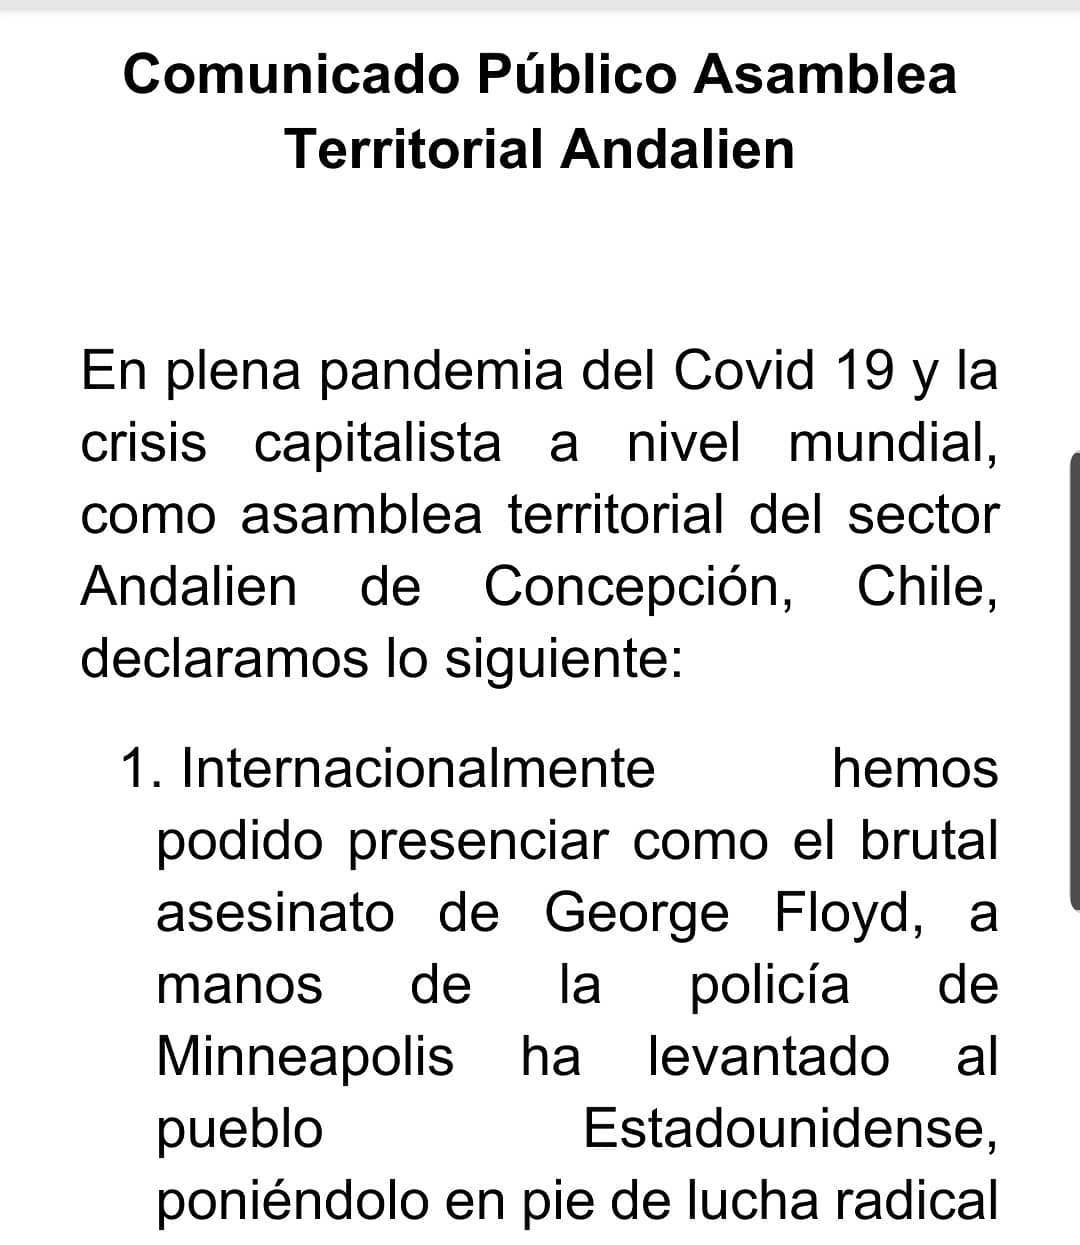 Comunicado Público Asamblea
Territorial Andalien
En plena pandemia del Covid 19 y la
crisis capitalista a nivel mundial,
como asamblea territorial del sector
Andalien de Concepción, Chile,
declaramos lo siguiente:
1. Internacionalmente hemos
podido presenciar como el brutal
asesinato de George Floyd, a
manos de la policía de
Minneapolis ha levantado al
pueblo Estadounidense,
poniéndolo en pie de lucha radical